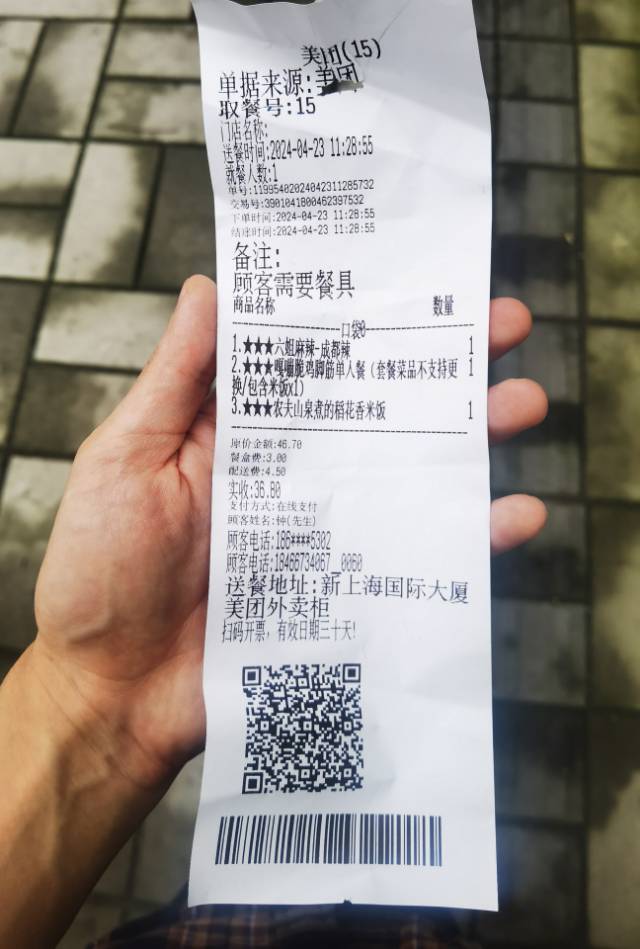 美团(15)
单据来源:美团
取餐号:15
门店名称:
送餐时间:2024-04-23 11:28:55
就餐人数:1
单号:11995402024042311285732
交易号:3901041800462397532
下单时间:2024-04-23 11:28:55
结账时间:2024-04-23 11:28:55
备注:
顾客需要餐具
商品名称 数量
口袋0
1.★★★六姐麻辣-成都辣 1
2.★★★嘎嘣脆鸡脚筋单人餐(套餐菜品不支持更 1
换/包含米饭x1)
3.★★★农夫山泉煮的稻花香米饭 1
原价金额:46.70
餐盒费:3.00
配送费:4.50
实收:36.80
支付方式:在线支付
顾客姓名:钟(先生)
顾客电话:186****5302
顾客电话:18466734067_0060
送餐地址:新上海国际大厦
美团外卖柜
扫码开票，有效日期三十天!